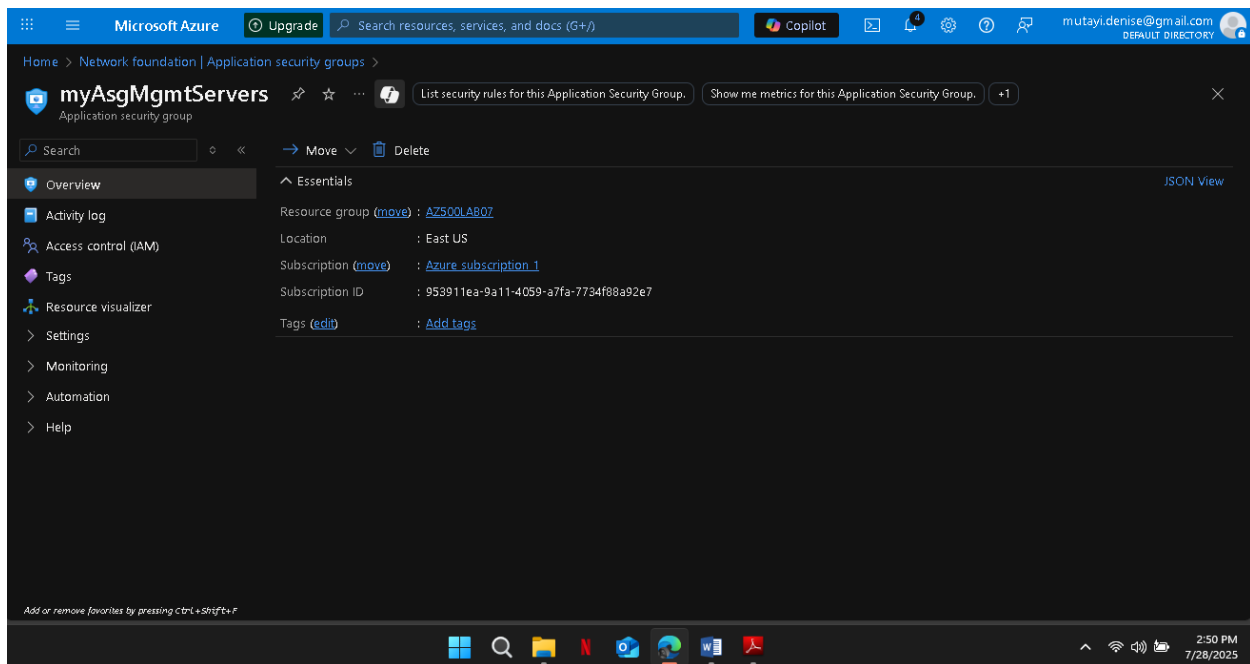 Microsoft Azure Upgrade Search resources, services, and docs (G+/) Copilot 4 mutayi.denise@gmail.com
DEFAULT DIRECTORY
Home > Network foundation | Application security groups >
myAsgMgmtServers ... List security rules for this Application Security Group. Show me metrics for this Application Security Group. +1
Application security group
Search
Move Delete
Overview
Essentials JSON View
Activity log
Resource group (move) : AZ500LAB07
Access control (IAM)
Location : East US
Tags
Subscription (move) : Azure subscription 1
Resource visualizer
Subscription ID : 953911ea-9a11-4059-a7fa-7734f88a92e7
Settings
Tags (edit) : Add tags
Monitoring
Automation
Help
Add or remove favorites by pressing Ctrl+Shift+F
2:50 PM
7/28/2025